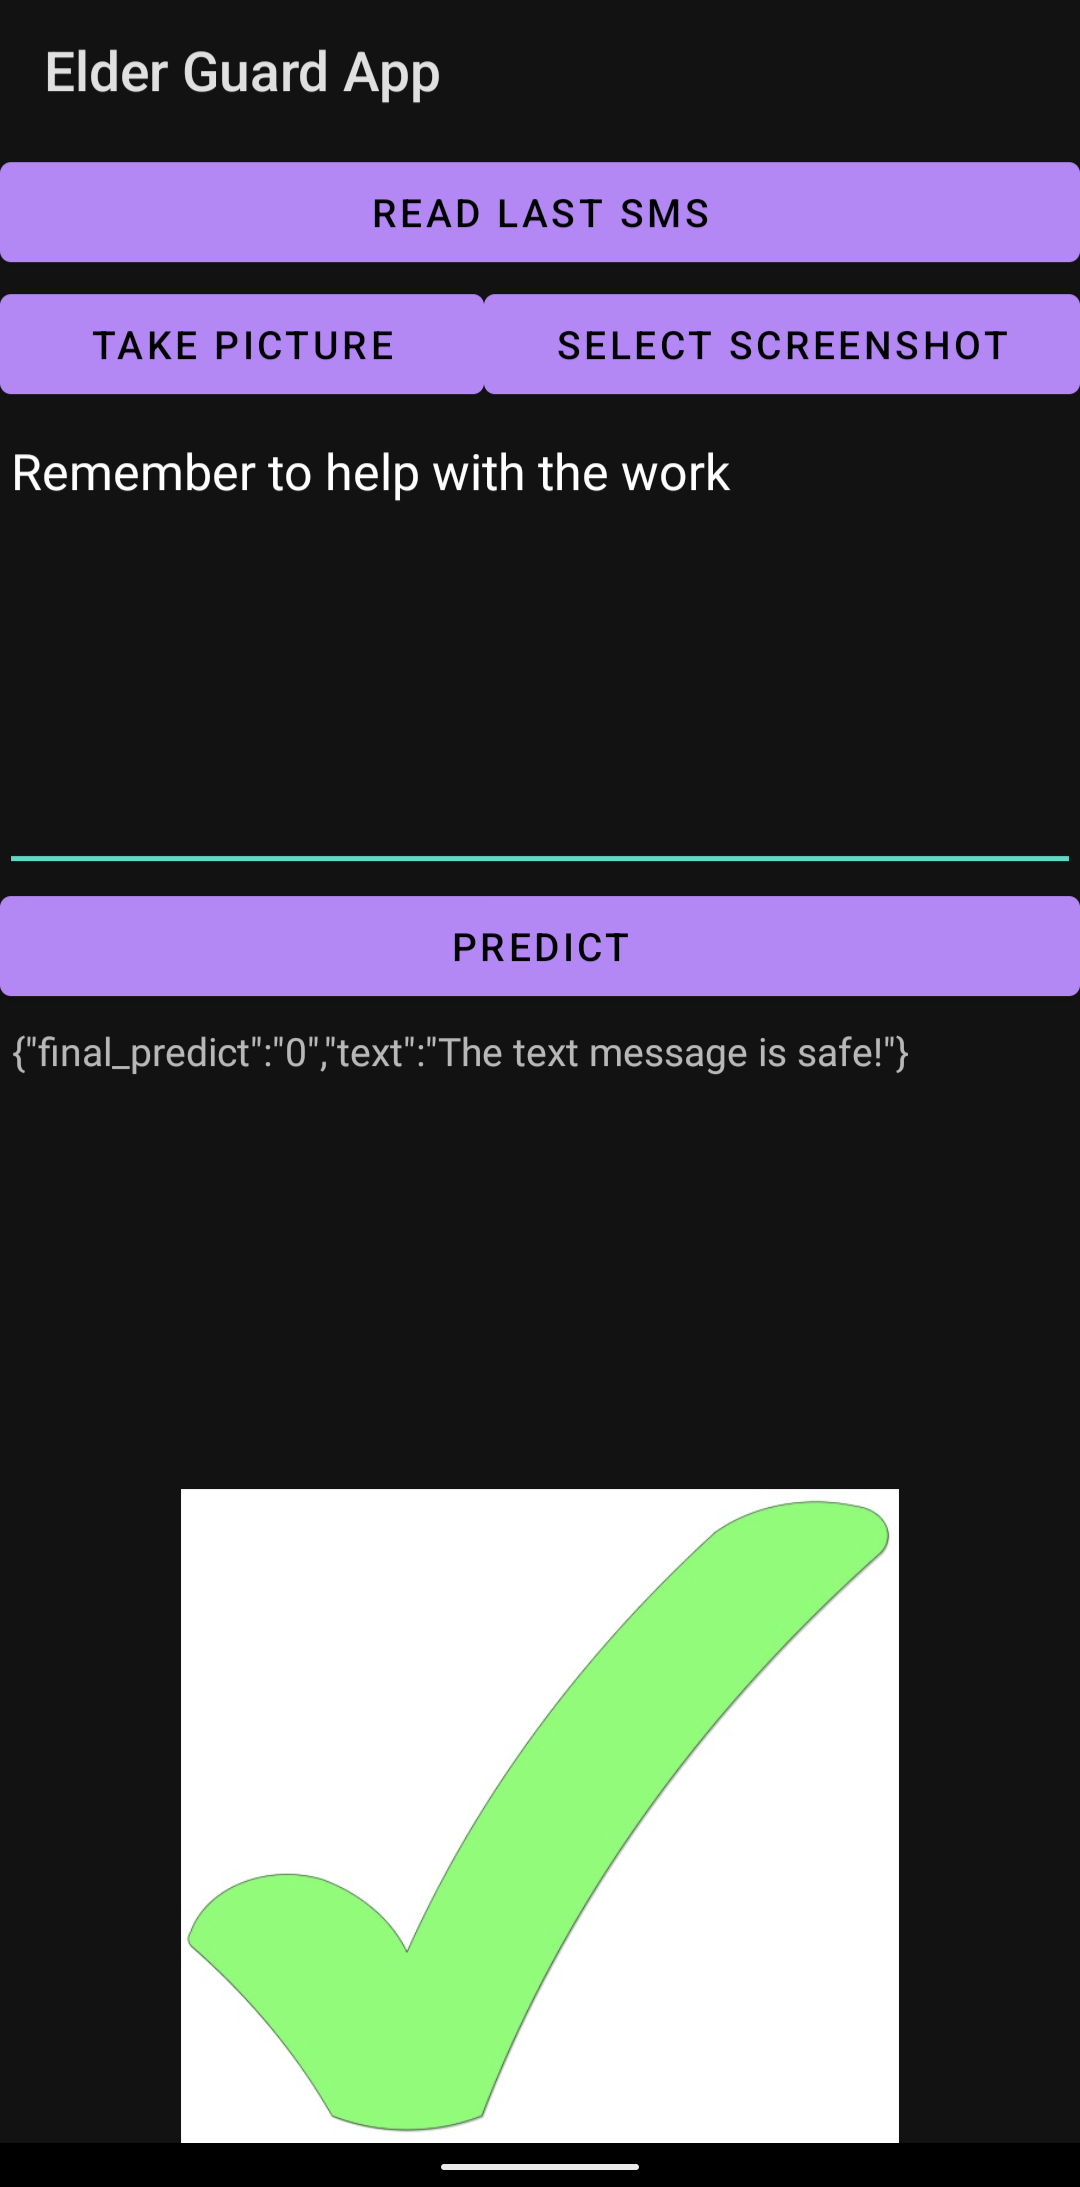 Elder Guard App
READ LAST SMS
TAKE PICTURE
SELECT SCREENSHOT
Remember to help with the work
PREDICT
{"final_predict":"0","text":"The text message is safe!"}